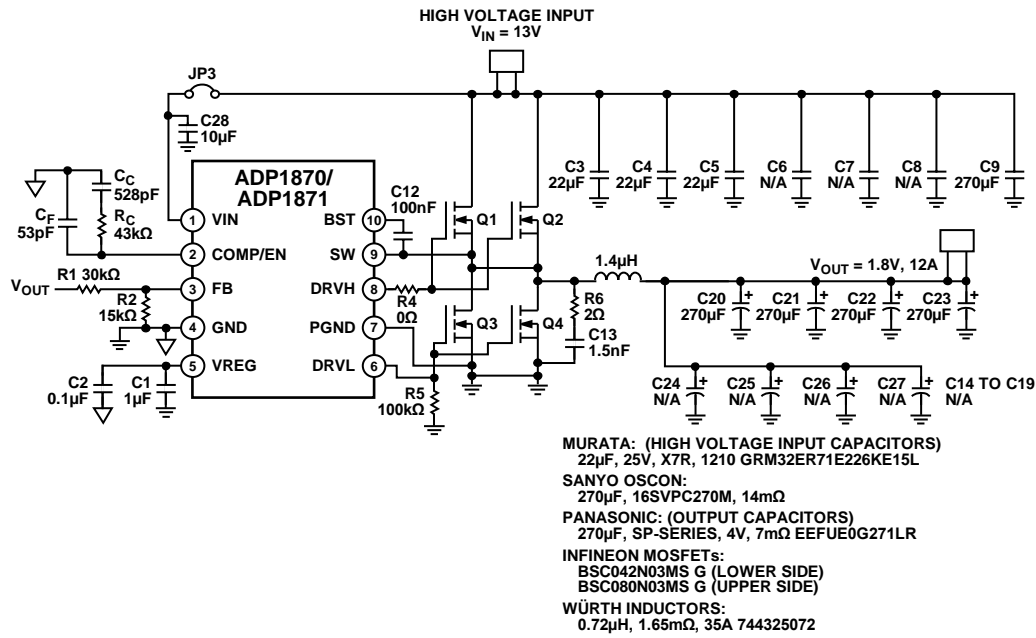 HIGH VOLTAGE INPUT
VIN = 13V
JP3
C28
10µF
C3
22µF
C4
22µF
C5
22µF
C6
N/A
C7
N/A
C8
N/A
C9
270µF
CC
528pF
CF
53pF
RC
43kΩ
ADP1870/
ADP1871
C12
100nF
1 VIN
BST 10
Q1
Q2
2 COMP/EN
SW 9
VOUT
R1 30kΩ
3 FB
DRVH 8
R4
0Ω
R2
15kΩ
4 GND
PGND 7
5 VREG
DRVL 6
C2
0.1µF
C1
1µF
R5
100kΩ
Q3
Q4
1.4µH
R6
2Ω
C13
1.5nF
VOUT = 1.8V, 12A
C20
270µF
C21
270µF
C22
270µF
C23
270µF
+
+
+
+
C24
N/A
C25
N/A
C26
N/A
C27
N/A
+
+
+
+
C14 TO C19
N/A
MURATA: (HIGH VOLTAGE INPUT CAPACITORS)
22µF, 25V, X7R, 1210 GRM32ER71E226KE15L
SANYO OSCON:
270µF, 16SVPC270M, 14mΩ
PANASONIC: (OUTPUT CAPACITORS)
270µF, SP-SERIES, 4V, 7mΩ EEFUE0G271LR
INFINEON MOSFETs:
BSC042N03MS G (LOWER SIDE)
BSC080N03MS G (UPPER SIDE)
WÜRTH INDUCTORS:
0.72µH, 1.65mΩ, 35A 744325072